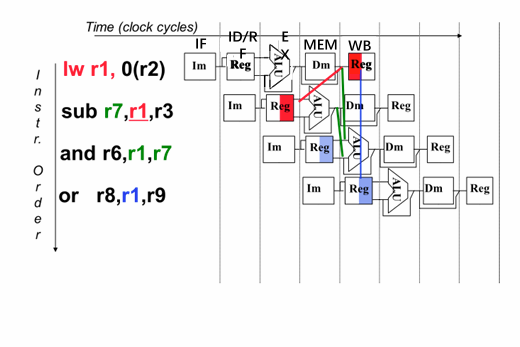 Time (clock cycles)
IF ID/RF EX MEM WB
Instr. Order
lw r1, 0(r2)
Im Reg ALU Dm Reg
sub r7,r1,r3
Im Reg ALU Dm Reg
and r6,r1,r7
Im Reg ALU Dm Reg
or r8,r1,r9
Im Reg ALU Dm Reg